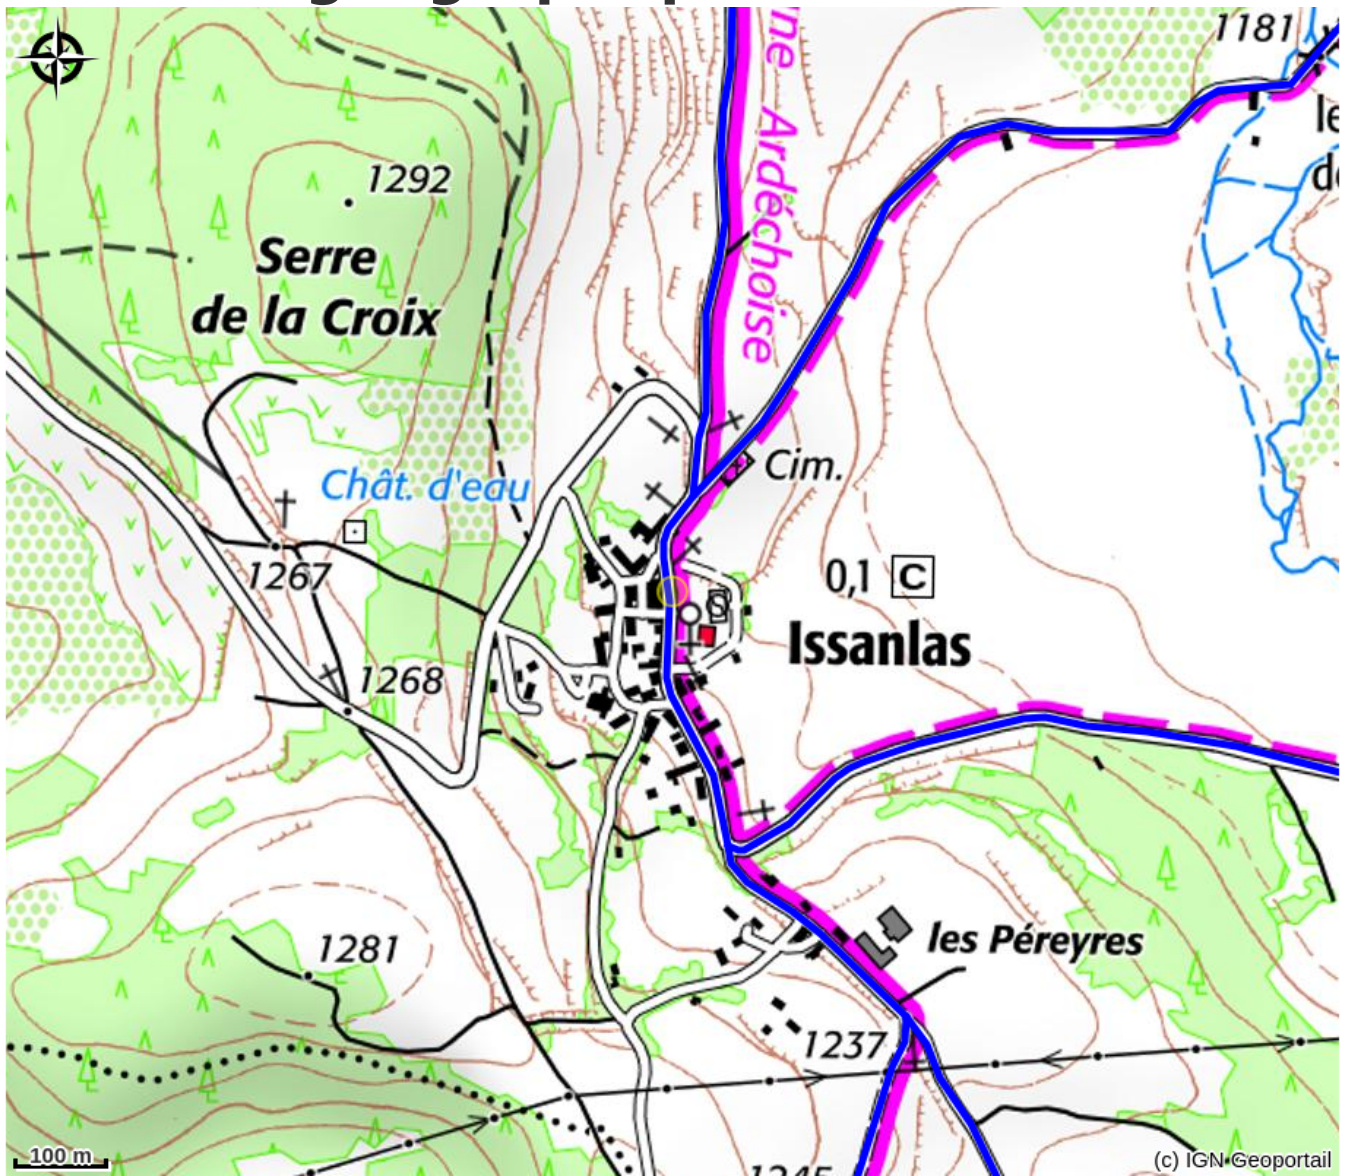 1181
Ardéchoise
1292
Serre
de la Croix
Cim.
Chât. d'eau
0,1 C
1267
S
Issanlas
1268
1281
les Péreyres
1237
100 m
(c) IGN Geoportail